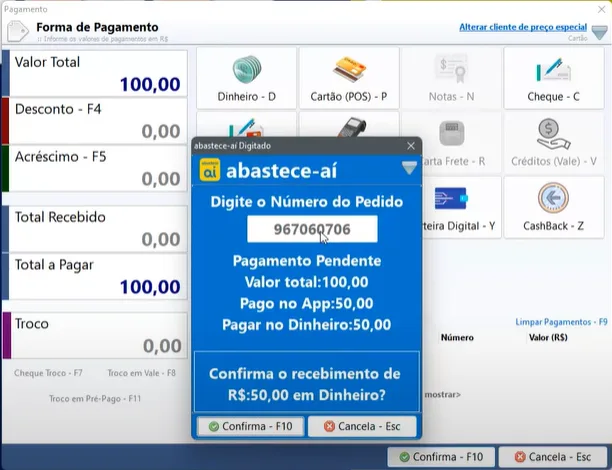 Pagamento
Forma de Pagamento
:: Informe os valores de pagamentos em R$
Alterar cliente de preço especial
Cartão
Valor Total
100,00
Desconto - F4
0,00
Acréscimo - F5
0,00
Total Recebido
0,00
Total a Pagar
100,00
Troco
0,00
Cheque Troco - F7
Troco em Vale - F8
Troco em Pré-Pago - F11
Dinheiro - D
Cartão (POS) - P
Notas - N
Cheque - C
Carta Frete - R
Créditos (Vale) - V
teira Digital - Y
CashBack - Z
abastece-aí Digitado
abastece
aí
abastece-aí
Digite o Número do Pedido
967060706
Pagamento Pendente
Valor total:100,00
Pago no App:50,00
Pagar no Dinheiro:50,00
Confirma o recebimento de
R$:50,00 em Dinheiro?
Confirma - F10
Cancela - Esc
Limpar Pagamentos - F9
Número
Valor (R$)
mostrar>
Confirma - F10
Cancela - Esc